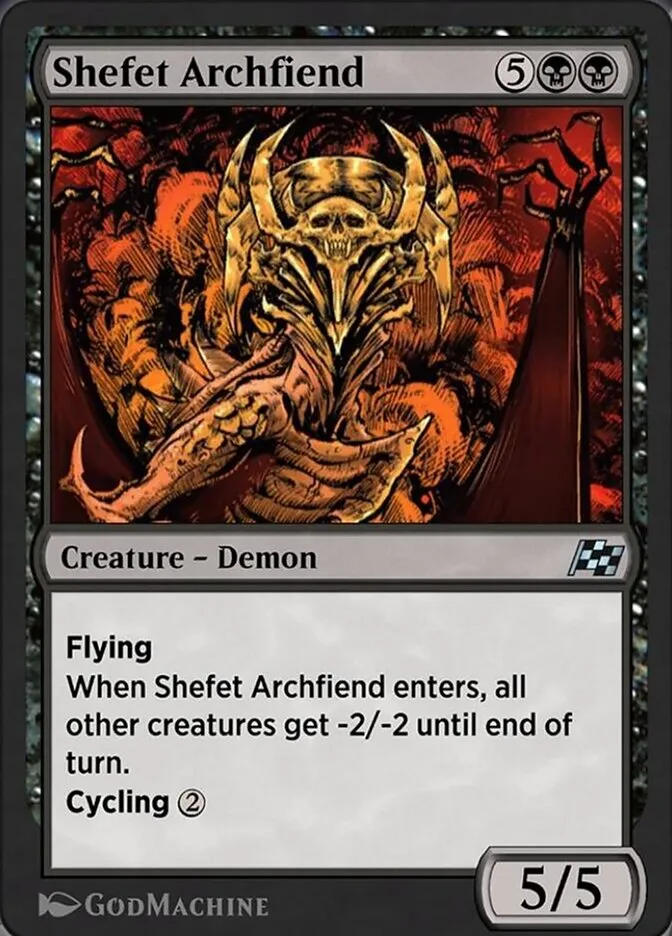 Shefet Archfiend 5
Creature – Demon
Flying
When Shefet Archfiend enters, all
other creatures get -2/-2 until end of
turn.
Cycling 2
5/5
GODMACHINE